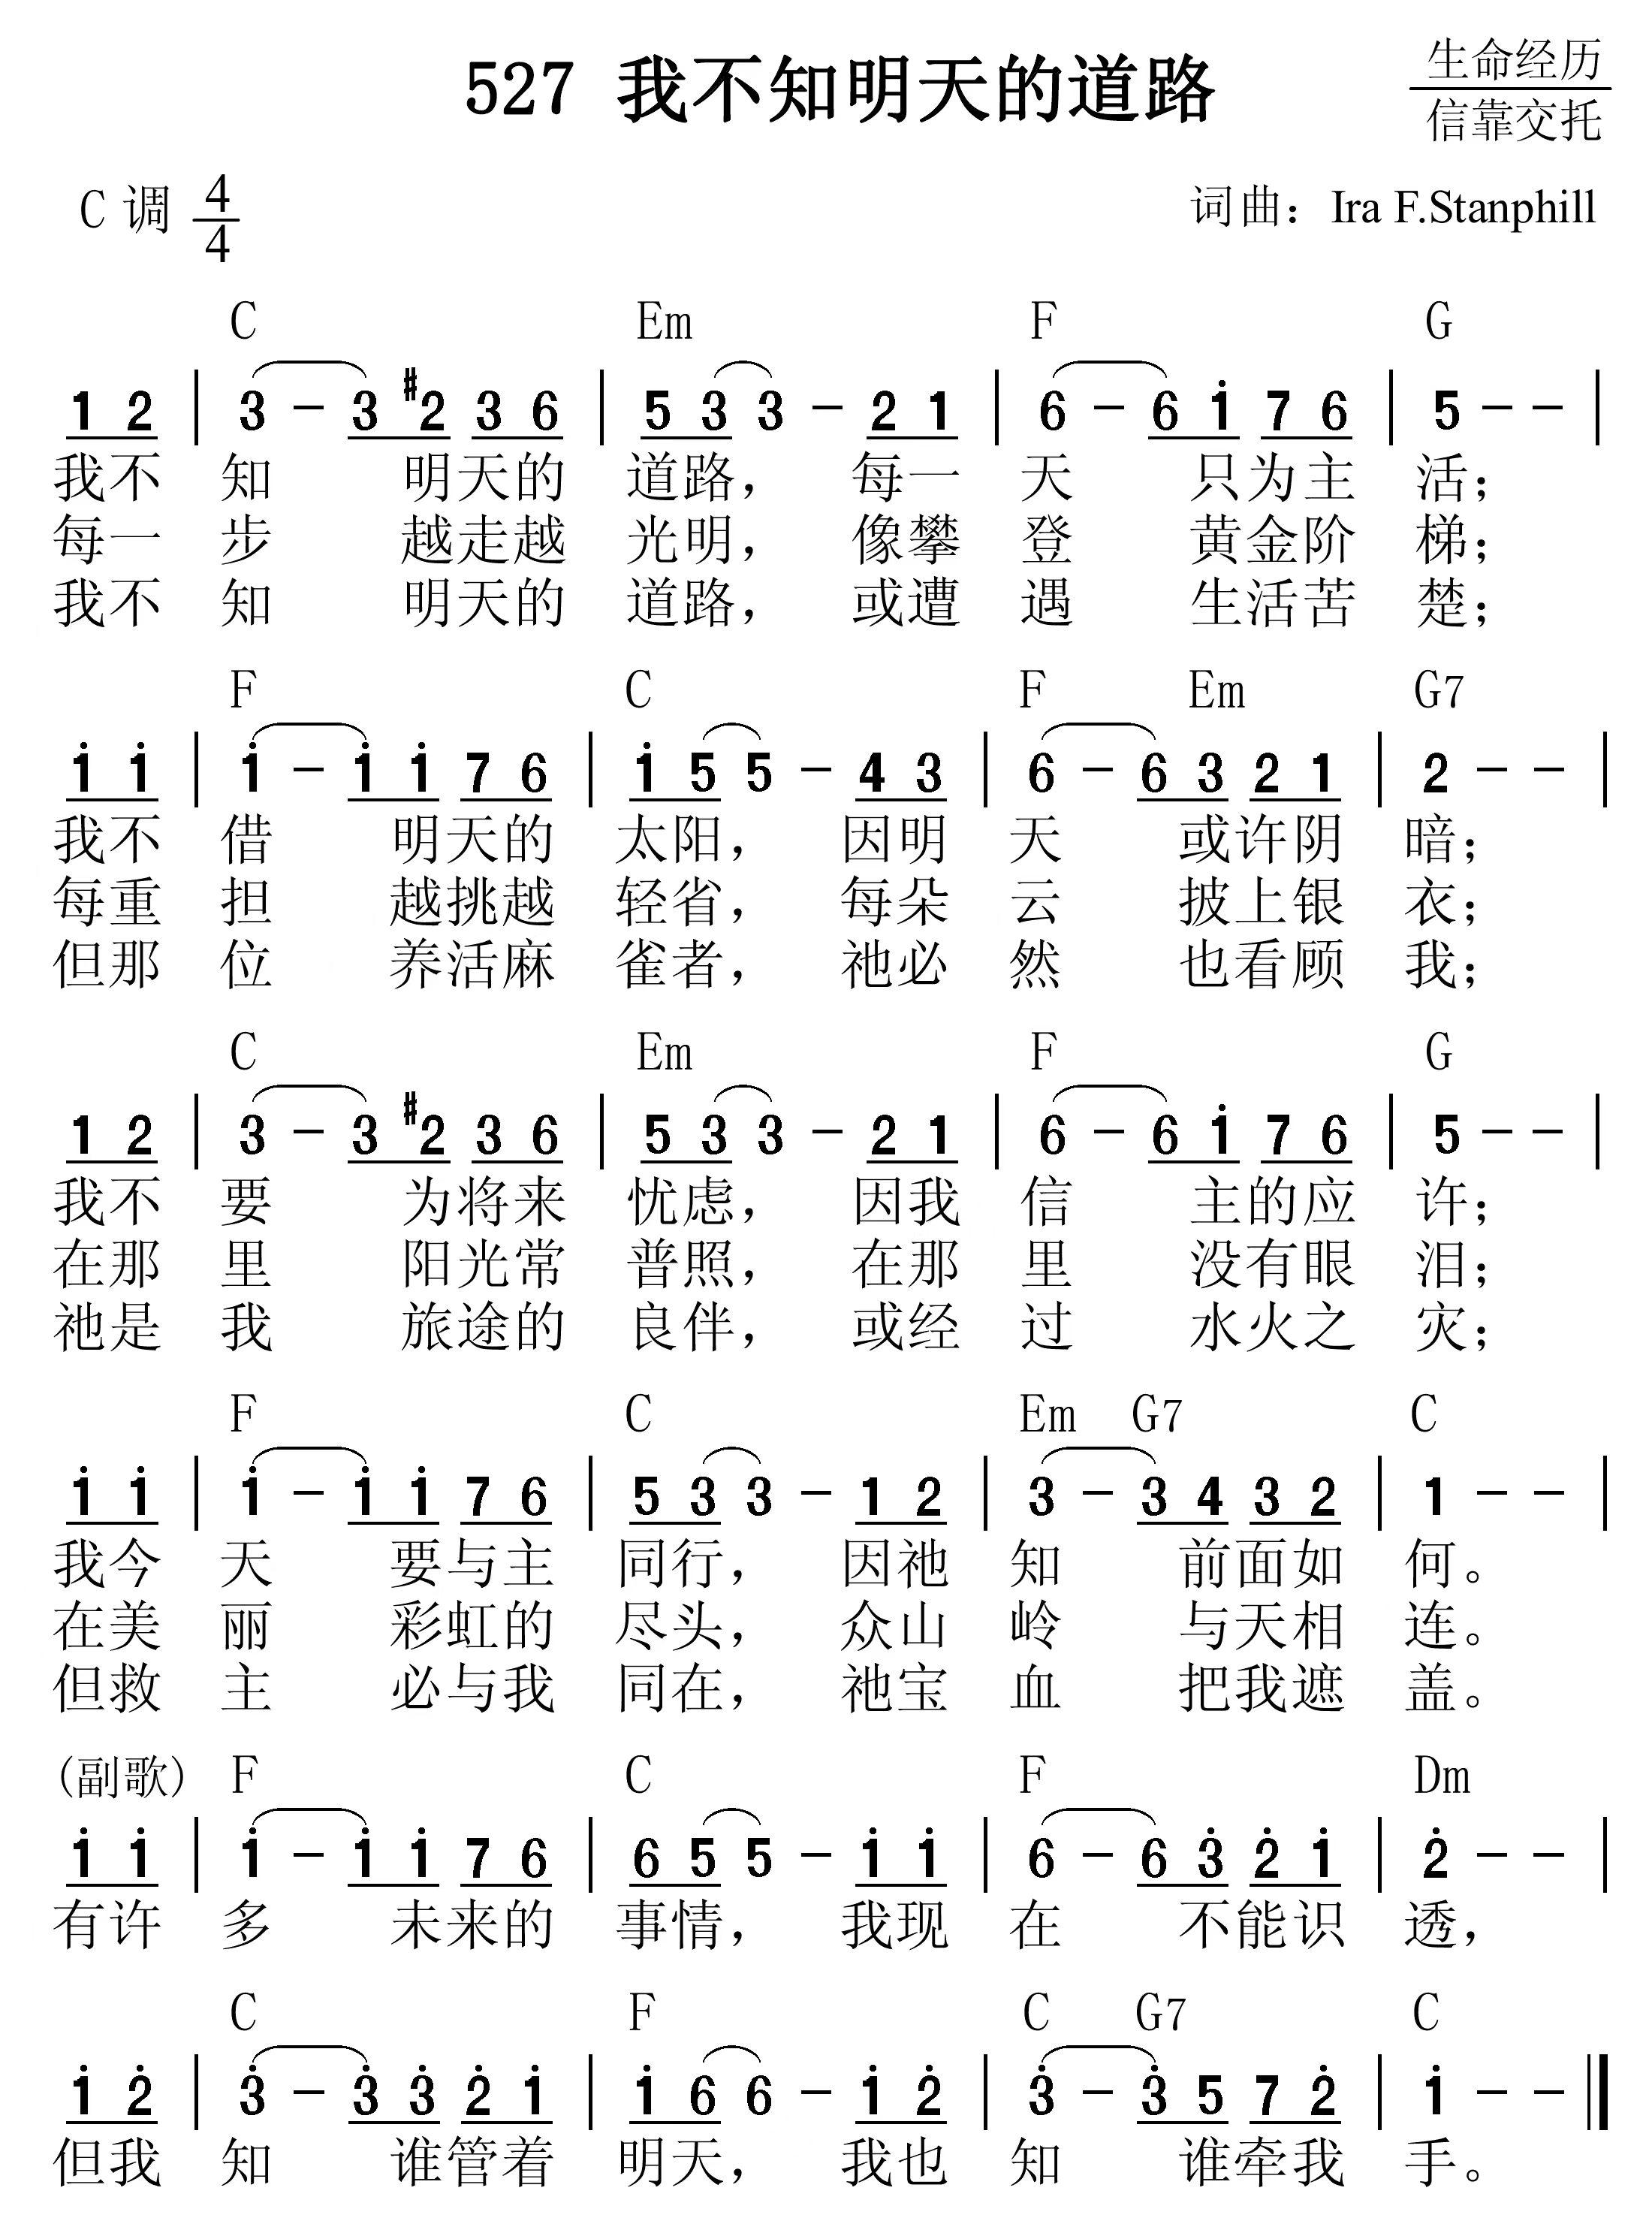 527 我不知明天的道路
生命经历
信靠交托
C 调 4/4
词曲：Ira F.Stanphill
C Em F G
1 2 | 3 - 3 #2 3 6 | 5 3 3 - 2 1 | 6 - 6 i 7 6 | 5 - - |
我不 知 明天的 道路， 每一 天 只为主 活；
每一 步 越走越 光明， 像攀 登 黄金阶 梯；
我不 知 明天的 道路， 或遭 遇 生活苦 楚；
F C F Em G7
i i | i - i i 7 6 | i 5 5 - 4 3 | 6 - 6 3 2 1 | 2 - - |
我不 借 明天的 太阳， 因明 天 或许阴 暗；
每重 担 越挑越 轻省， 每朵 云 披上银 衣；
但那 位 养活麻 雀者， 祂必 然 也看顾 我；
C Em F G
1 2 | 3 - 3 #2 3 6 | 5 3 3 - 2 1 | 6 - 6 i 7 6 | 5 - - |
我不 要 为将来 忧虑， 因我 信 主的应 许；
在那 里 阳光常 普照， 在那 里 没有眼 泪；
祂是 我 旅途的 良伴， 或经 过 水火之 灾；
F C Em G7 C
i i | i - i i 7 6 | 5 3 3 - 1 2 | 3 - 3 4 3 2 | 1 - - |
我今 天 要与主 同行， 因祂 知 前面如 何。
在美 丽 彩虹的 尽头， 众山 岭 与天相 连。
但救 主 必与我 同在， 祂宝 血 把我遮 盖。
(副歌) F C F Dm
i i | i - i i 7 6 | 6 5 5 - i i | 6 - 6 3̇ 2̇ i | 2̇ - - |
有许 多 未来的 事情， 我现 在 不能识 透，
C F C G7 C
i 2̇ | 3̇ - 3̇ 3̇ 2̇ i | i 6 6 - i 2̇ | 3̇ - 3̇ 5 7 2̇ | i - - ‖
但我 知 谁管着 明天， 我也 知 谁牵我 手。